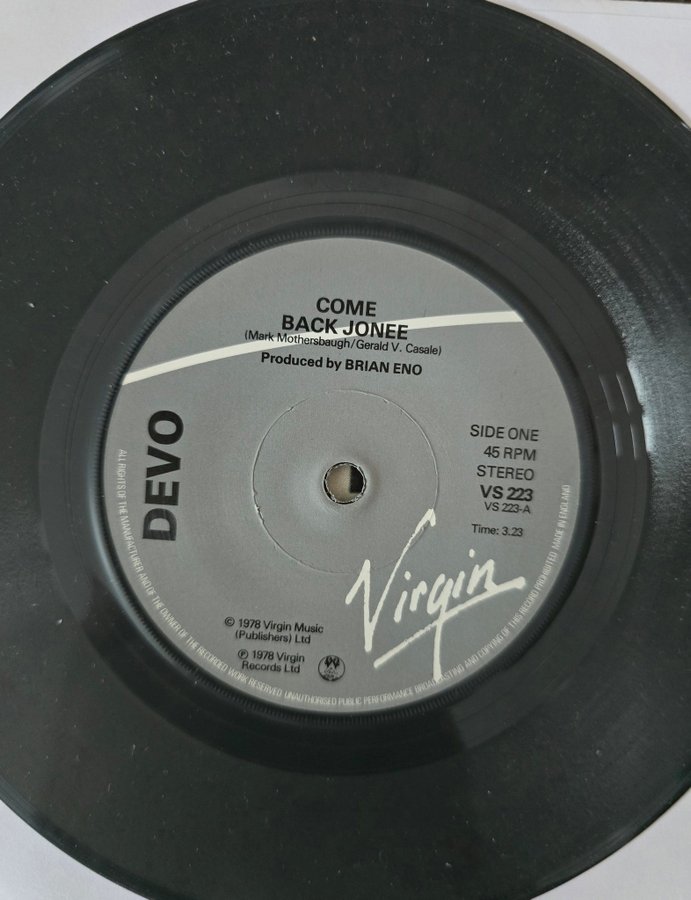 COME
BACK JONEE
(Mark Mothersbaugh/Gerald V. Casale)
Produced by BRIAN ENO
DEVO
SIDE ONE
45 RPM
STEREO
VS 223
VS 223-A
Time: 3.23
Virgin
© 1978 Virgin Music
(Publishers) Ltd
℗ 1978 Virgin
Records Ltd
ALL RIGHTS OF THE MANUFACTURER AND OF THE OWNER OF THE RECORDED WORK RESERVED. UNAUTHORISED PUBLIC PERFORMANCE BROADCASTING AND COPYING OF THIS RECORD PROHIBITED. MADE IN ENGLAND